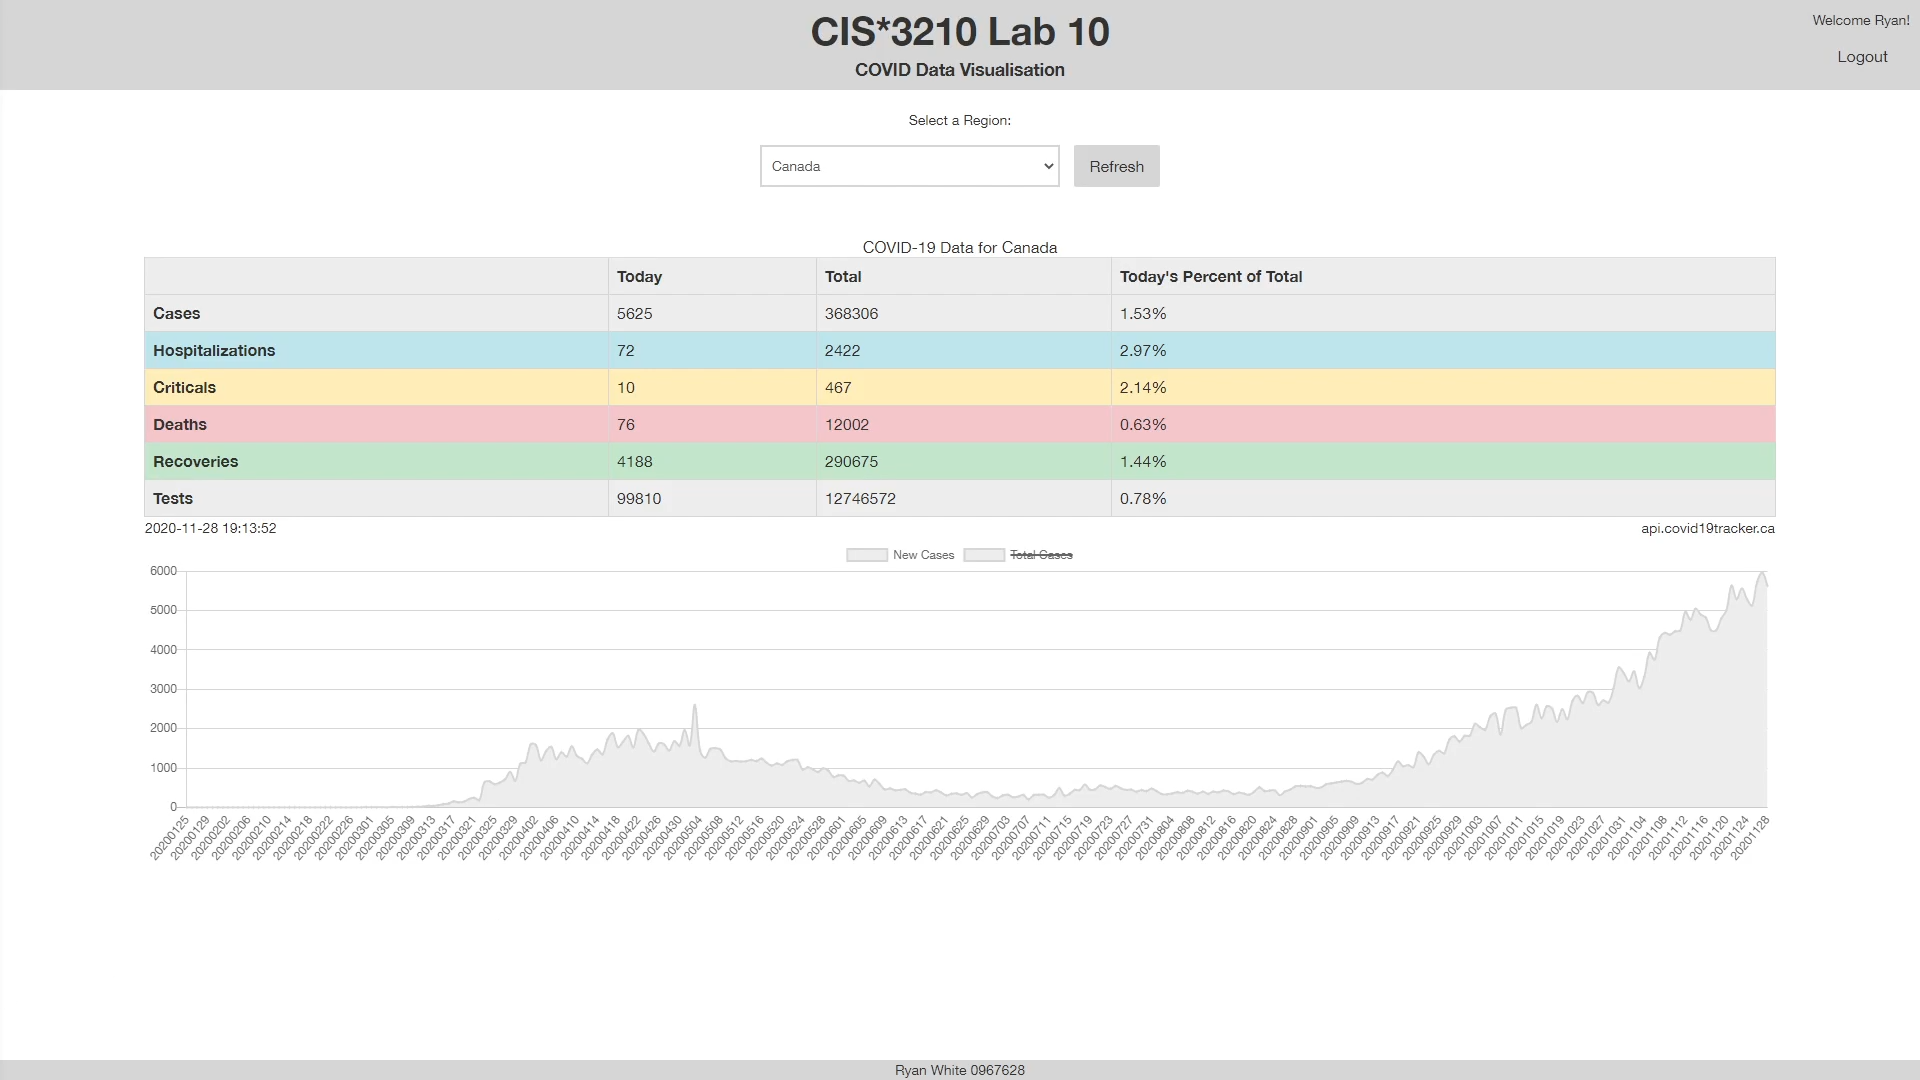 CIS*3210 Lab 10
COVID Data Visualisation
Welcome Ryan!
Logout
Select a Region:
Canada
Refresh
COVID-19 Data for Canada
Today Total Today's Percent of Total
Cases 5625 368306 1.53%
Hospitalizations 72 2422 2.97%
Criticals 10 467 2.14%
Deaths 76 12002 0.63%
Recoveries 4188 290675 1.44%
Tests 99810 12746572 0.78%
2020-11-28 19:13:52 api.covid19tracker.ca
New Cases Total Cases
6000
5000
4000
3000
2000
1000
0
20200125 20200129 20200202 20200206 20200210 20200214 20200218 20200222 20200226 20200301 20200305 20200309 20200313 20200317 20200321 20200325 20200329 20200402 20200406 20200410 20200414 20200418 20200422 20200426 20200430 20200504 20200508 20200512 20200516 20200520 20200524 20200528 20200601 20200605 20200609 20200613 20200617 20200621 20200625 20200629 20200703 20200707 20200711 20200715 20200719 20200723 20200727 20200731 20200804 20200808 20200812 20200816 20200820 20200824 20200828 20200901 20200905 20200909 20200913 20200917 20200921 20200925 20200929 20201003 20201007 20201011 20201015 20201019 20201023 20201027 20201031 20201104 20201108 20201112 20201116 20201120 20201124 20201128
Ryan White 0967628